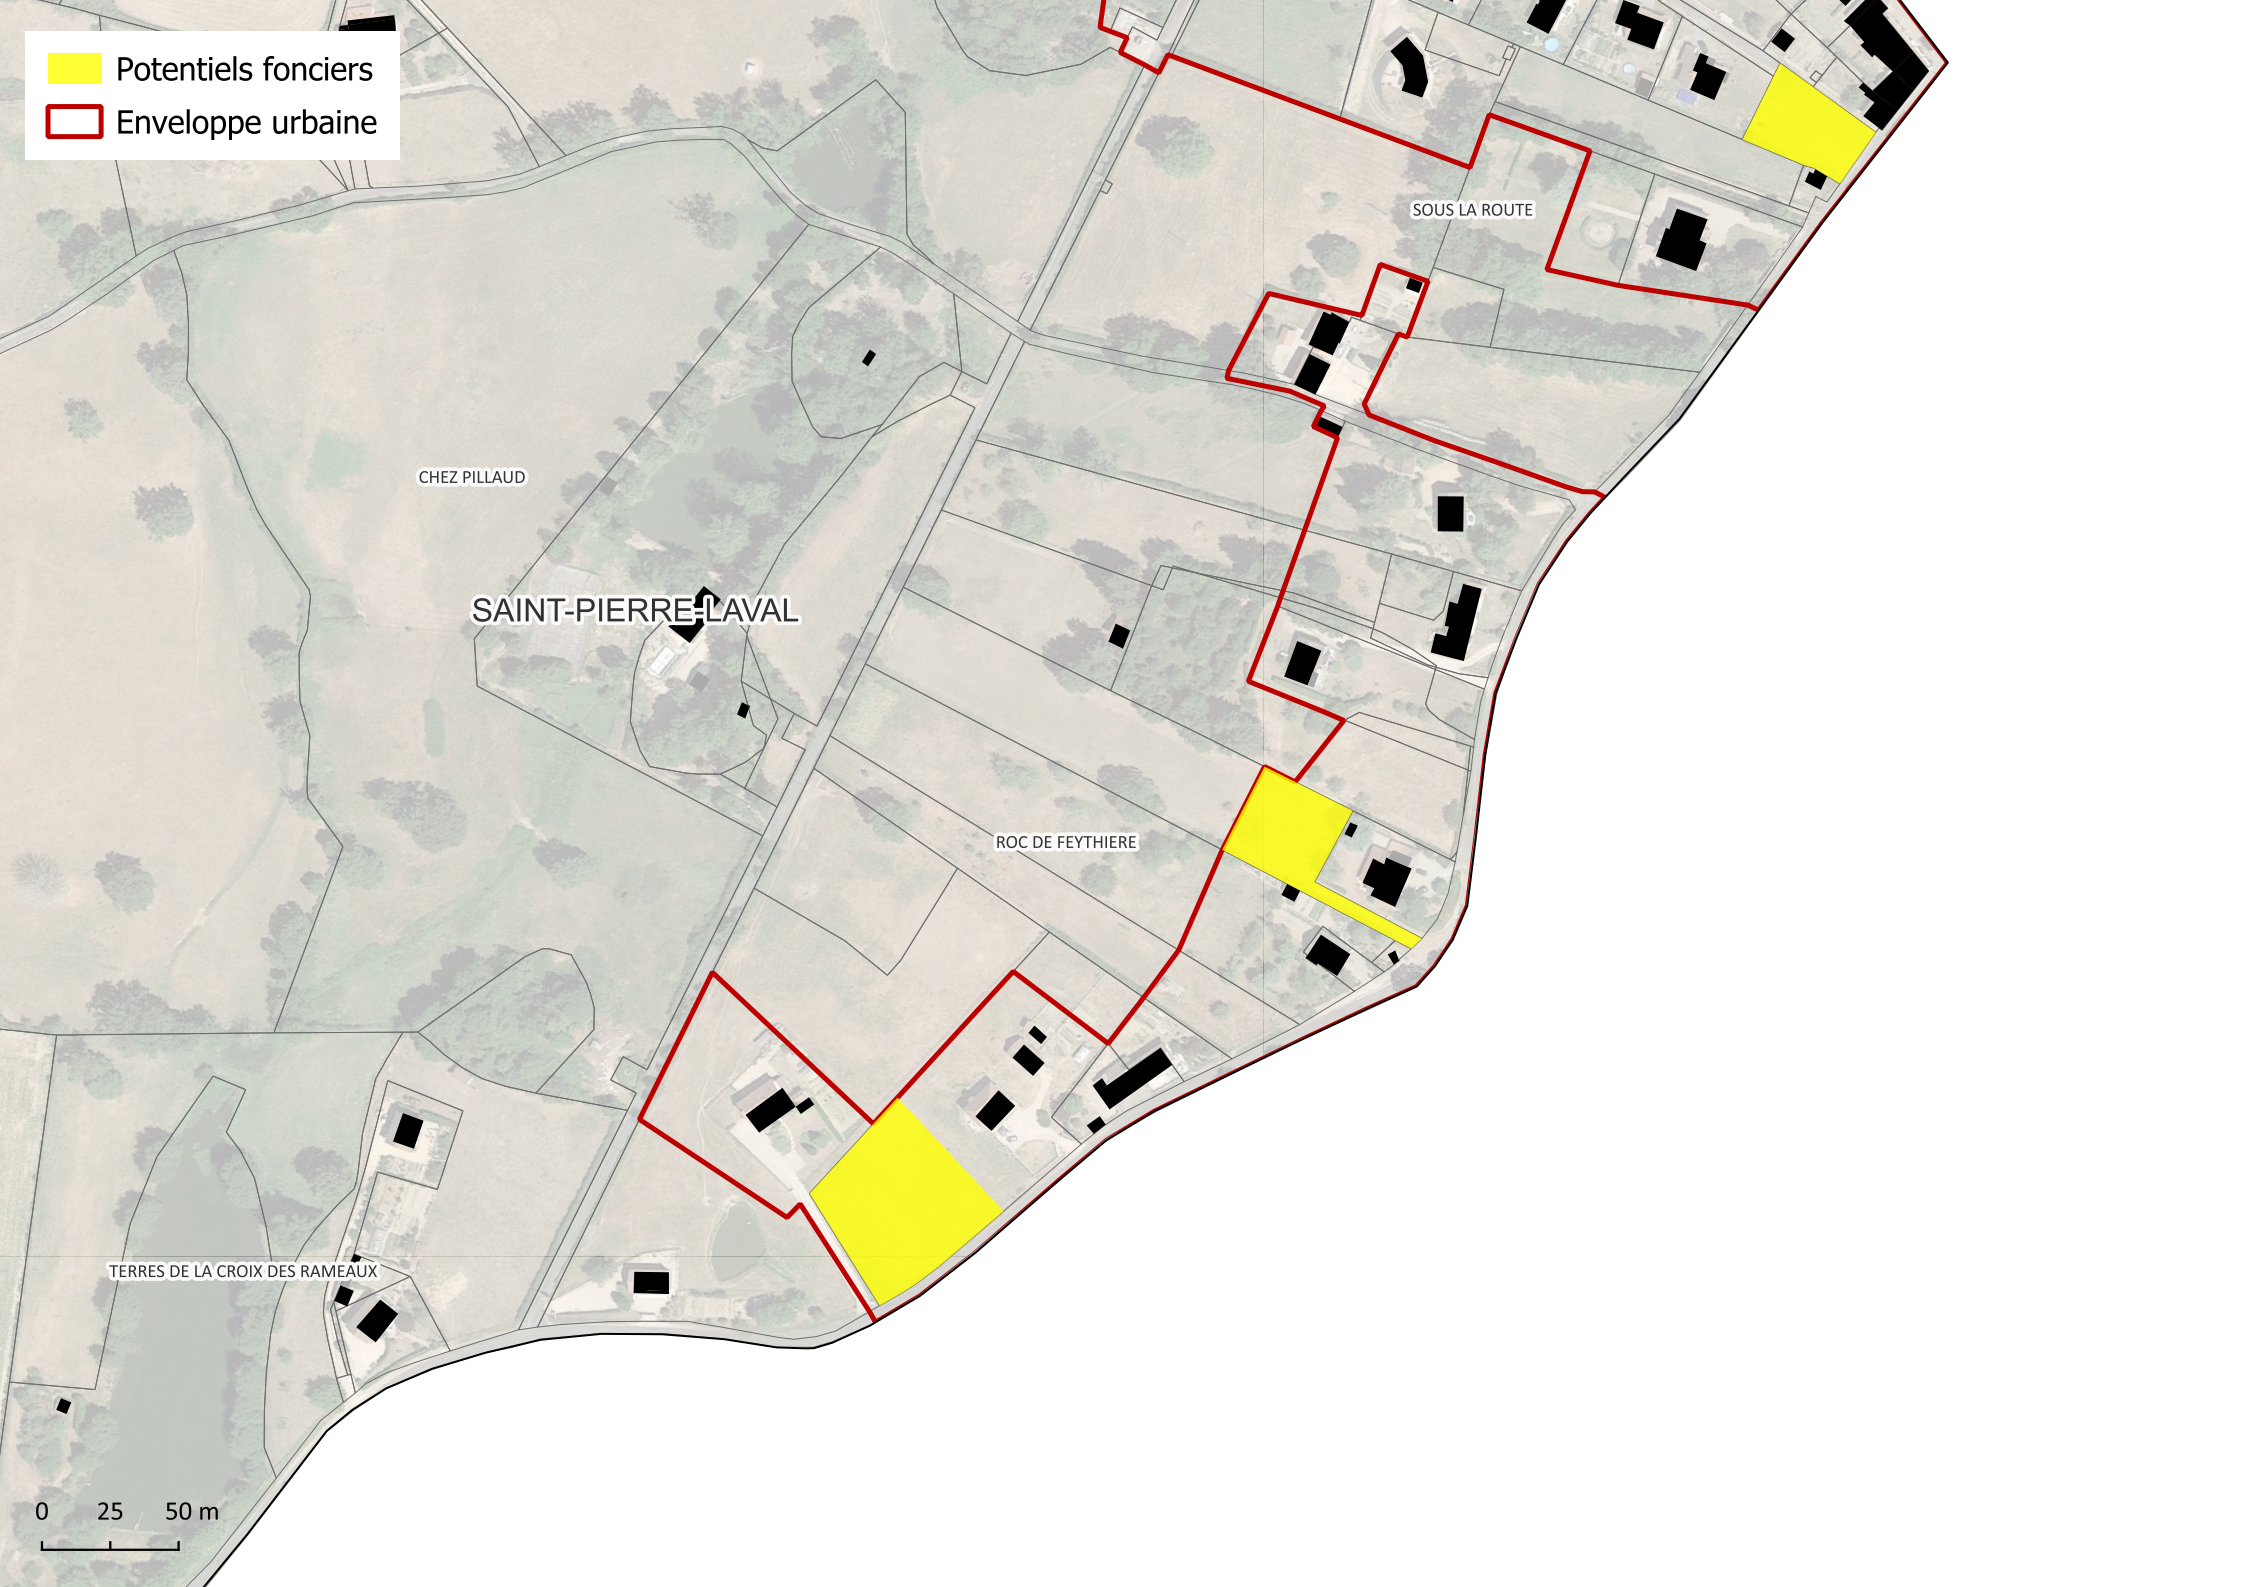 Potentiels fonciers
Enveloppe urbaine
SOUS LA ROUTE
CHEZ PILLAUD
SAINT-PIERRE-LAVAL
ROC DE FEYTHIERE
TERRES DE LA CROIX DES RAMEAUX
0 25 50 m